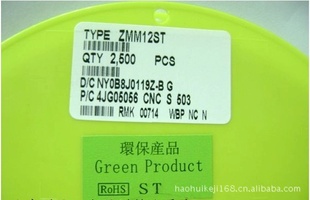 TYPE ZMM12ST
QTY 2,500 PCS
D/C NY0B8J0119Z-B G
P/C 4JG05056 CNC S 503
RMK 00714 WBP NC N
環保産品
Green Product
RoHS ST
haohuikeji168.cn.alibaba.com